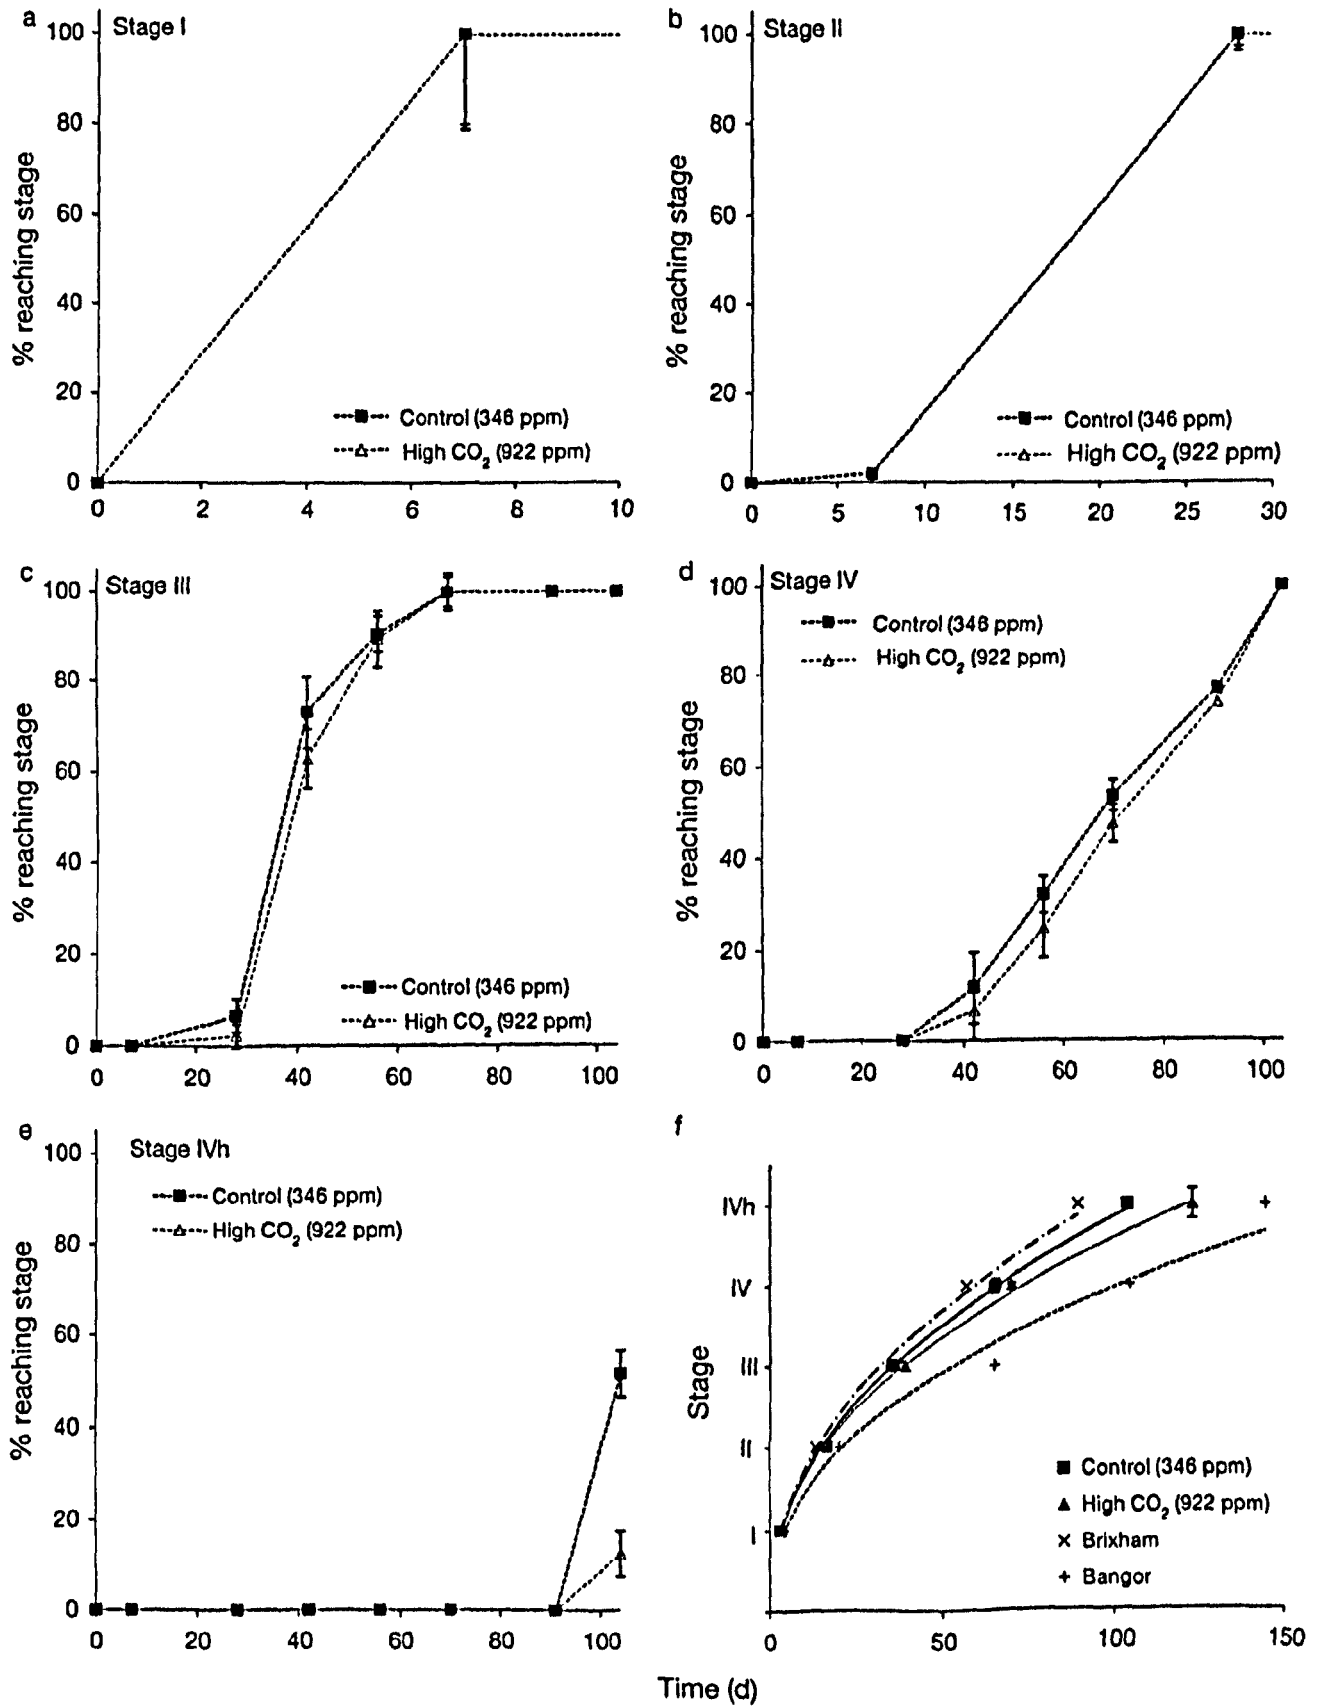 a
Stage I
% reaching stage
100
80
60
40
20
0
Control (346 ppm)
High CO2 (922 ppm)
0 2 4 6 8 10
b
Stage II
% reaching stage
100
80
60
40
20
0
Control (346 ppm)
High CO2 (922 ppm)
0 5 10 15 20 25 30
c
Stage III
% reaching stage
100
80
60
40
20
0
Control (346 ppm)
High CO2 (922 ppm)
0 20 40 60 80 100
d
Stage IV
% reaching stage
100
80
60
40
20
0
Control (346 ppm)
High CO2 (922 ppm)
0 20 40 60 80 100
e
Stage IVh
% reaching stage
100
80
60
40
20
0
Control (346 ppm)
High CO2 (922 ppm)
0 20 40 60 80 100
f
Stage
IVh
IV
III
II
I
Control (346 ppm)
High CO2 (922 ppm)
Brixham
Bangor
0 50 100 150
Time (d)